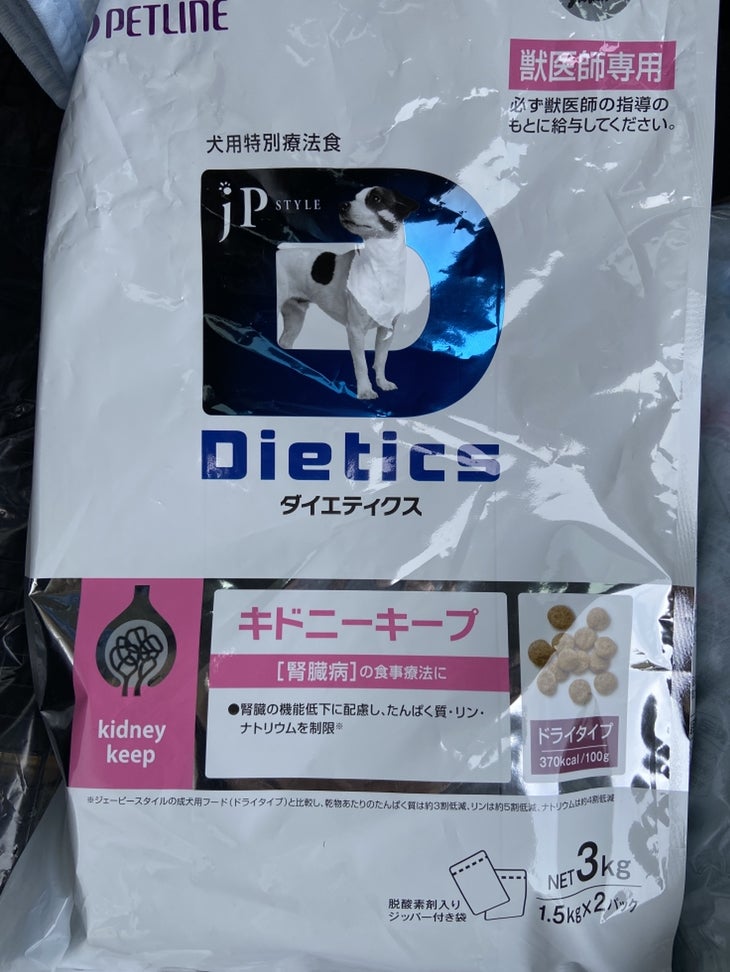 PETLINE
獣医師専用
必ず獣医師の指導の
もとに給与してください。
犬用特別療法食
jP STYLE
Dietics
ダイエティクス
キドニーキープ
[腎臓病]の食事療法に
●腎臓の機能低下に配慮し、たんぱく質・リン・
ナトリウムを制限※
kidney
keep
ドライタイプ
370kcal/100g
※ジェーピースタイルの成犬用フード(ドライタイプ)と比較し、乾物あたりのたんぱく質は約3割低減、リンは約5割低減、ナトリウムは約4割低減
脱酸素剤入り
ジッパー付き袋
NET 3kg
1.5kg×2パック